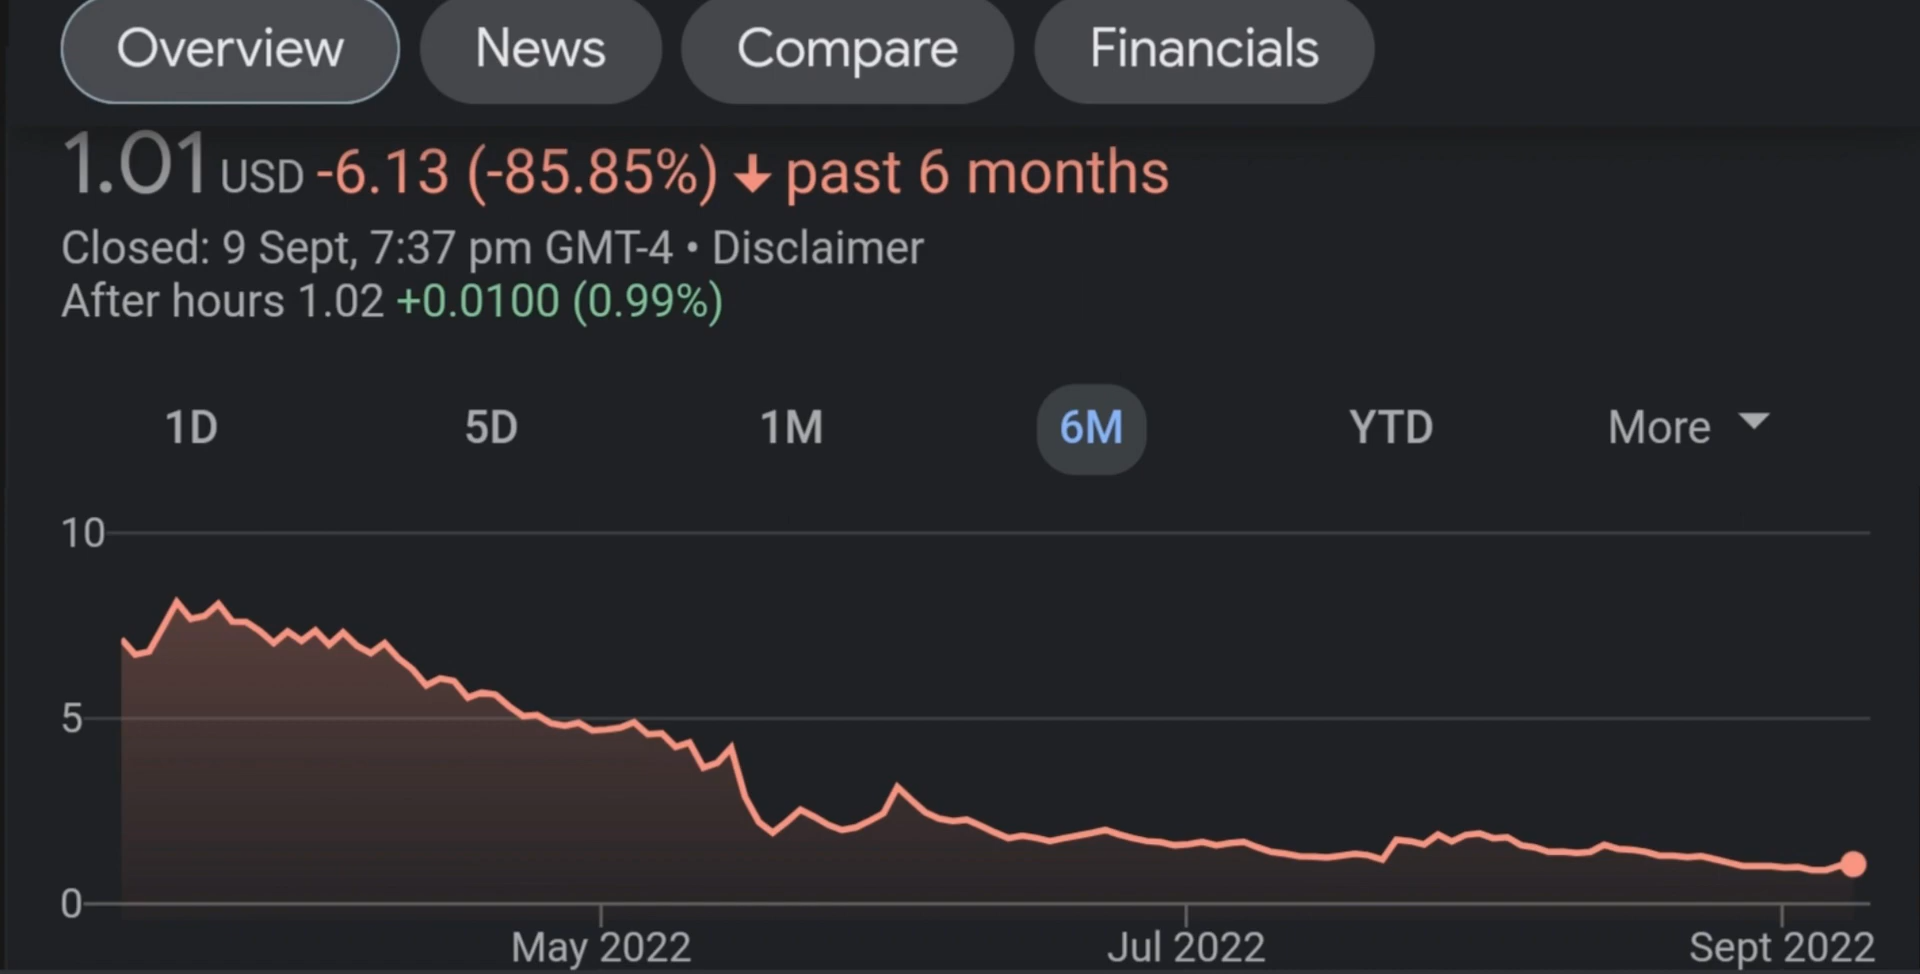 Overview News Compare Financials
1.01 USD -6.13 (-85.85%) ↓ past 6 months
Closed: 9 Sept, 7:37 pm GMT-4 • Disclaimer
After hours 1.02 +0.0100 (0.99%)
1D 5D 1M 6M YTD More
10
5
0
May 2022 Jul 2022 Sept 2022